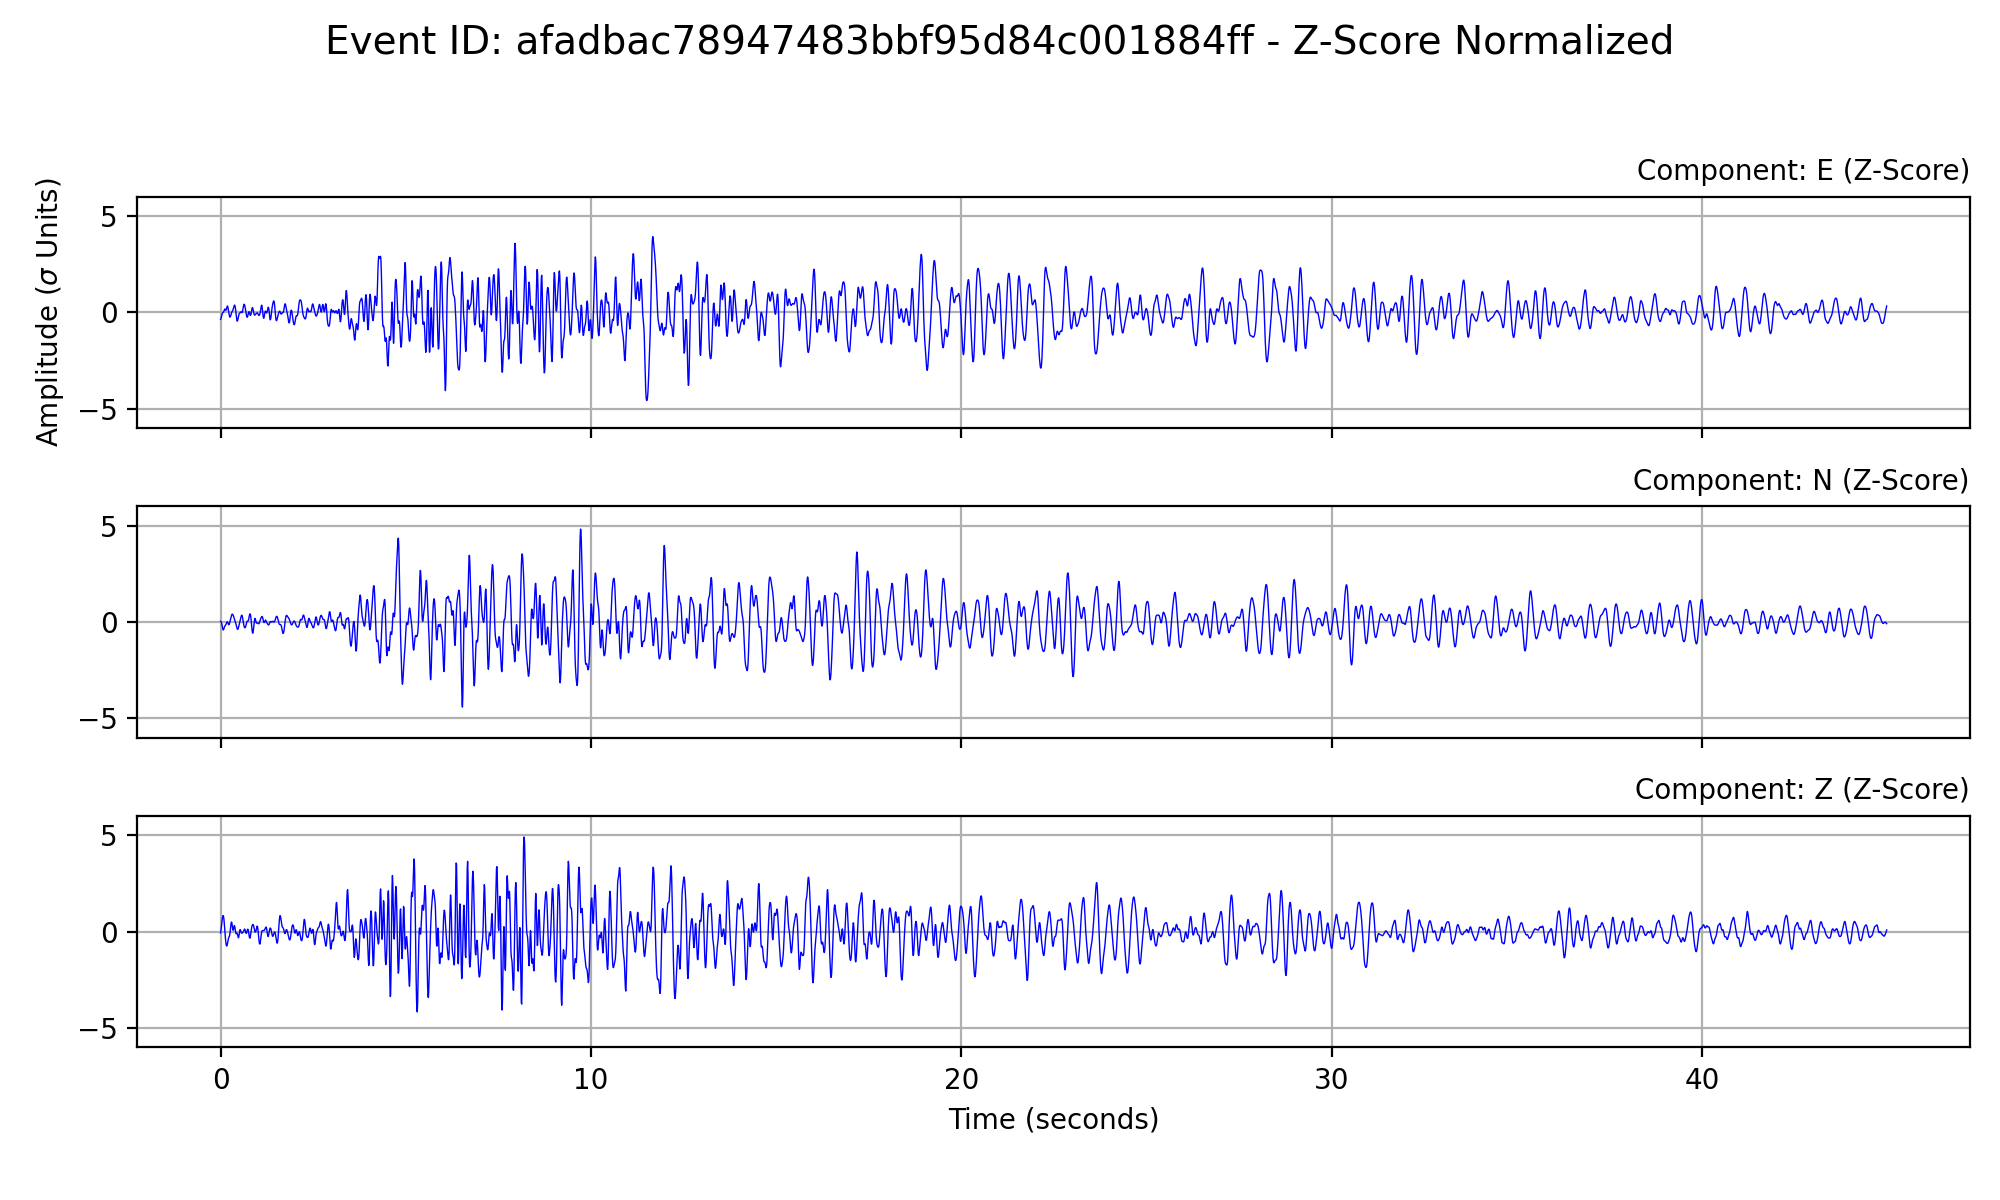 Event ID: afadbac78947483bbf95d84c001884ff - Z-Score Normalized
Component: E (Z-Score)
Amplitude (σ Units)
5
0
−5
Component: N (Z-Score)
5
0
−5
Component: Z (Z-Score)
5
0
−5
0 10 20 30 40
Time (seconds)